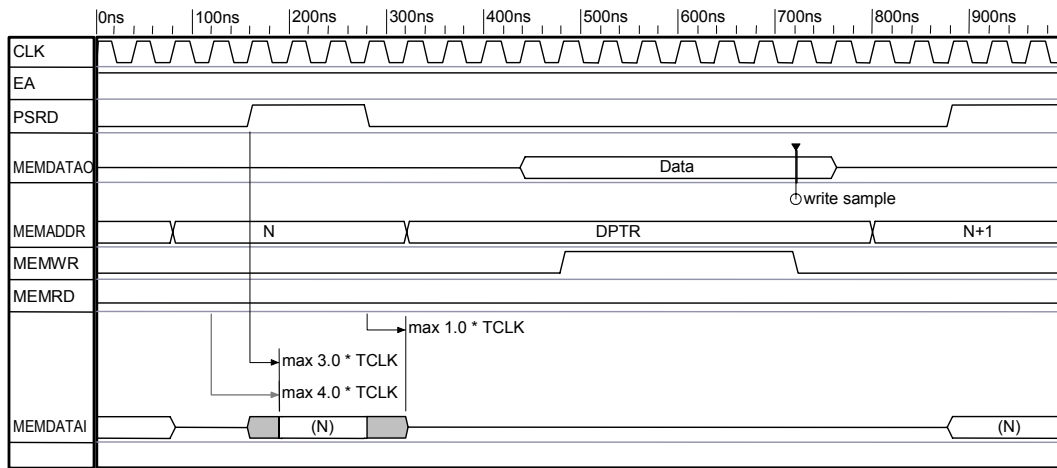 0ns 100ns 200ns 300ns 400ns 500ns 600ns 700ns 800ns 900ns
CLK
EA
PSRD
MEMDATAO Data
write sample
MEMADDR N DPTR N+1
MEMWR
MEMRD
max 1.0 * TCLK
max 3.0 * TCLK
max 4.0 * TCLK
MEMDATAI (N) (N)